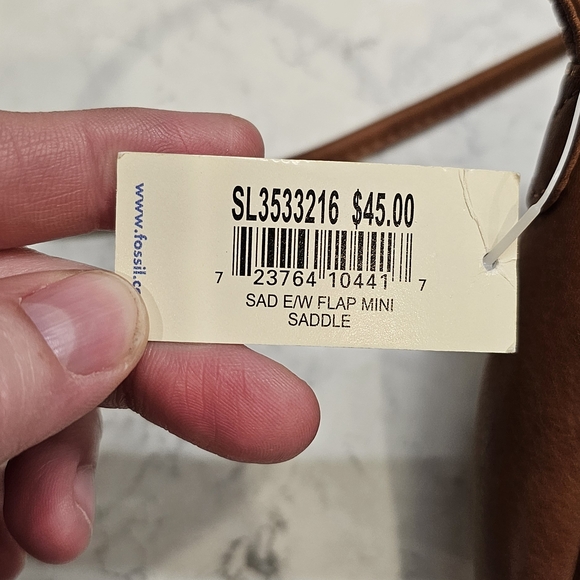 www.fossil.c
SL3533216 $45.00
7 23764 10441 7
SAD E/W FLAP MINI
SADDLE